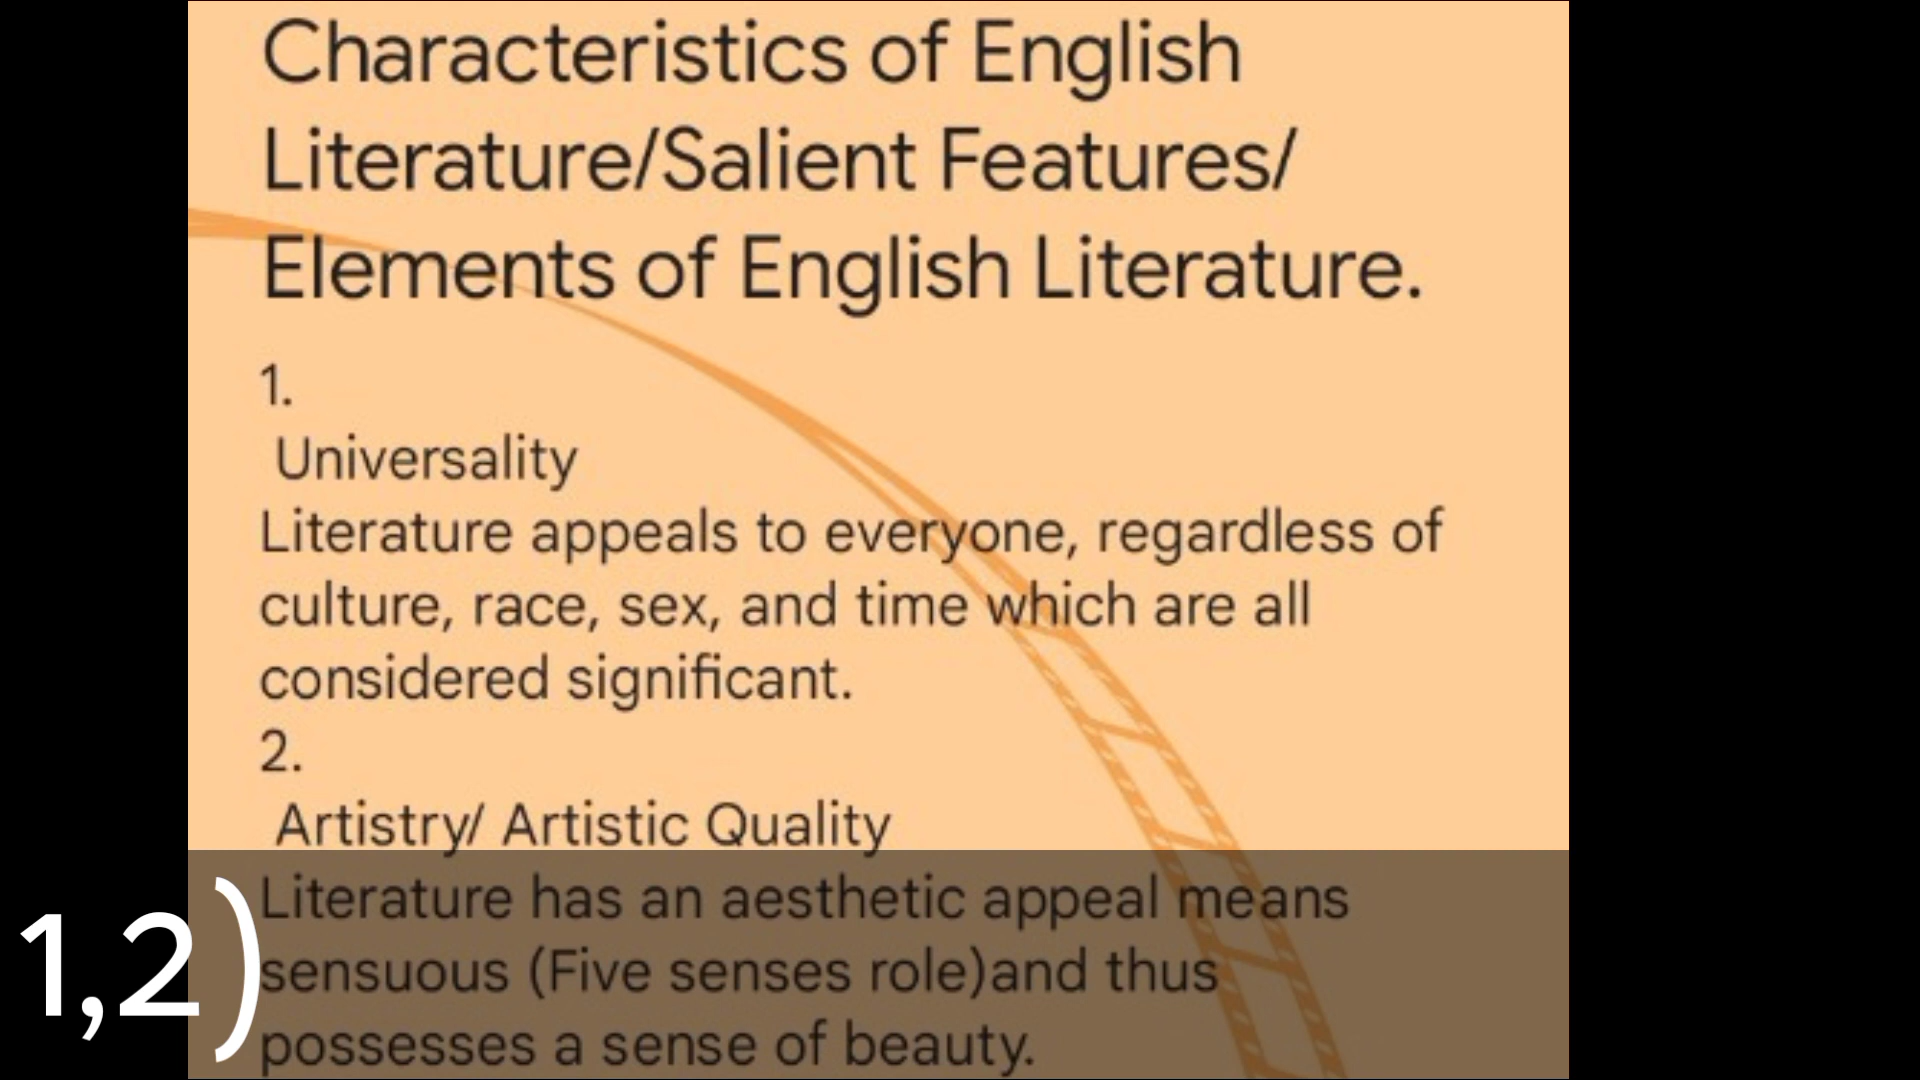 Characteristics of English
Literature/Salient Features/
Elements of English Literature.
1.
Universality
Literature appeals to everyone, regardless of
culture, race, sex, and time which are all
considered significant.
2.
Artistry/ Artistic Quality
Literature has an aesthetic appeal means
sensuous (Five senses role)and thus
possesses a sense of beauty.
1,2)